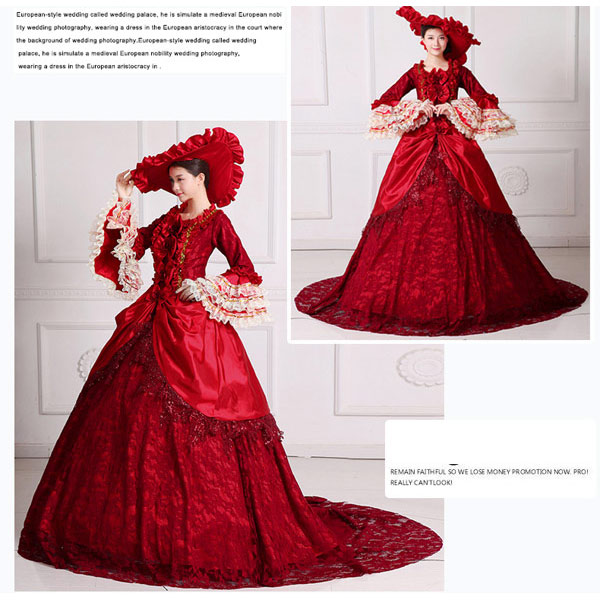 European-style wedding called wedding palace, he is simulate a medieval European nobi
lity wedding photography, wearing a dress in the European aristocracy in the court where
the background of wedding photography.European-style wedding called wedding
palace, he is simulate a medieval European nobility wedding photography,
wearing a dress in the European aristocracy in .
REMAIN FAITHFUL SO WE LOSE MONEY PROMOTION NOW. PRO!
REALLY CAN'TLOOK!